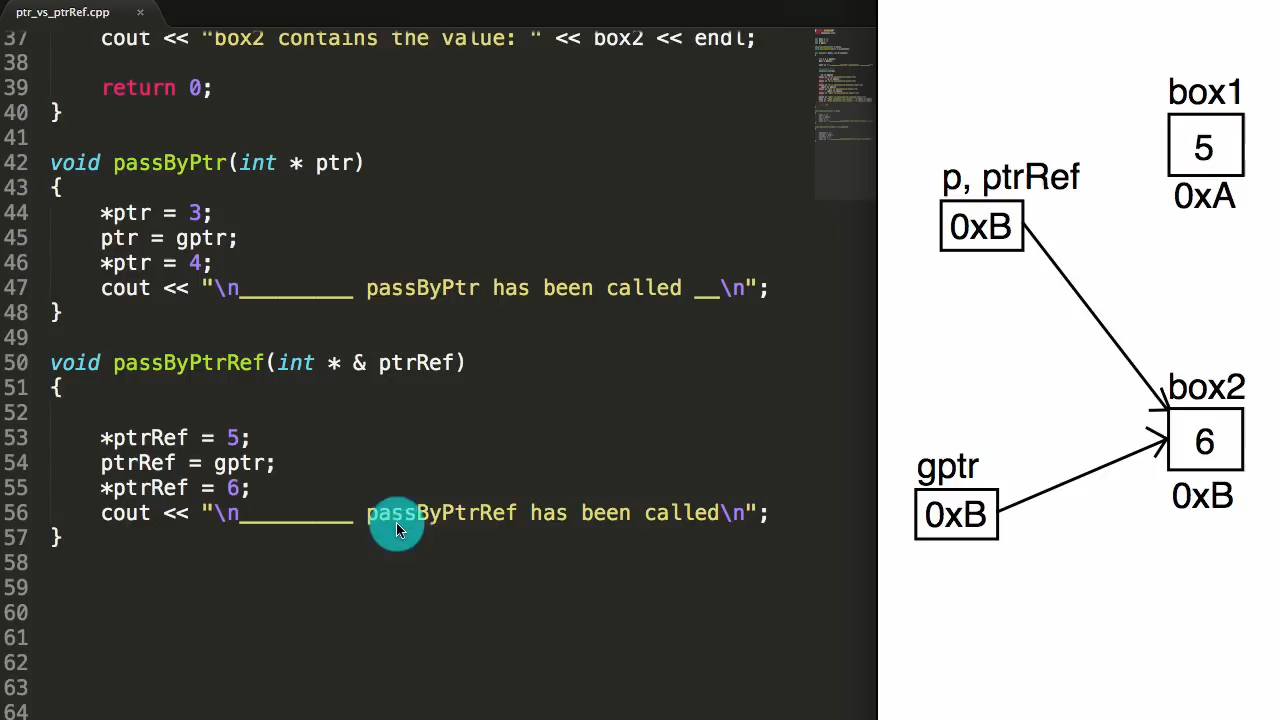 ptr_vs_ptrRef.cpp ×
37 cout << "box2 contains the value: " << box2 << endl;
38
39 return 0;
40 }
41
42 void passByPtr(int * ptr)
43 {
44 *ptr = 3;
45 ptr = gptr;
46 *ptr = 4;
47 cout << "\n_________ passByPtr has been called __\n";
48 }
49
50 void passByPtrRef(int * & ptrRef)
51 {
52
53 *ptrRef = 5;
54 ptrRef = gptr;
55 *ptrRef = 6;
56 cout << "\n_________ passByPtrRef has been called\n";
57 }
58
59
60
61
62
63
64
box1
5
0xA
p, ptrRef
0xB
box2
6
0xB
gptr
0xB